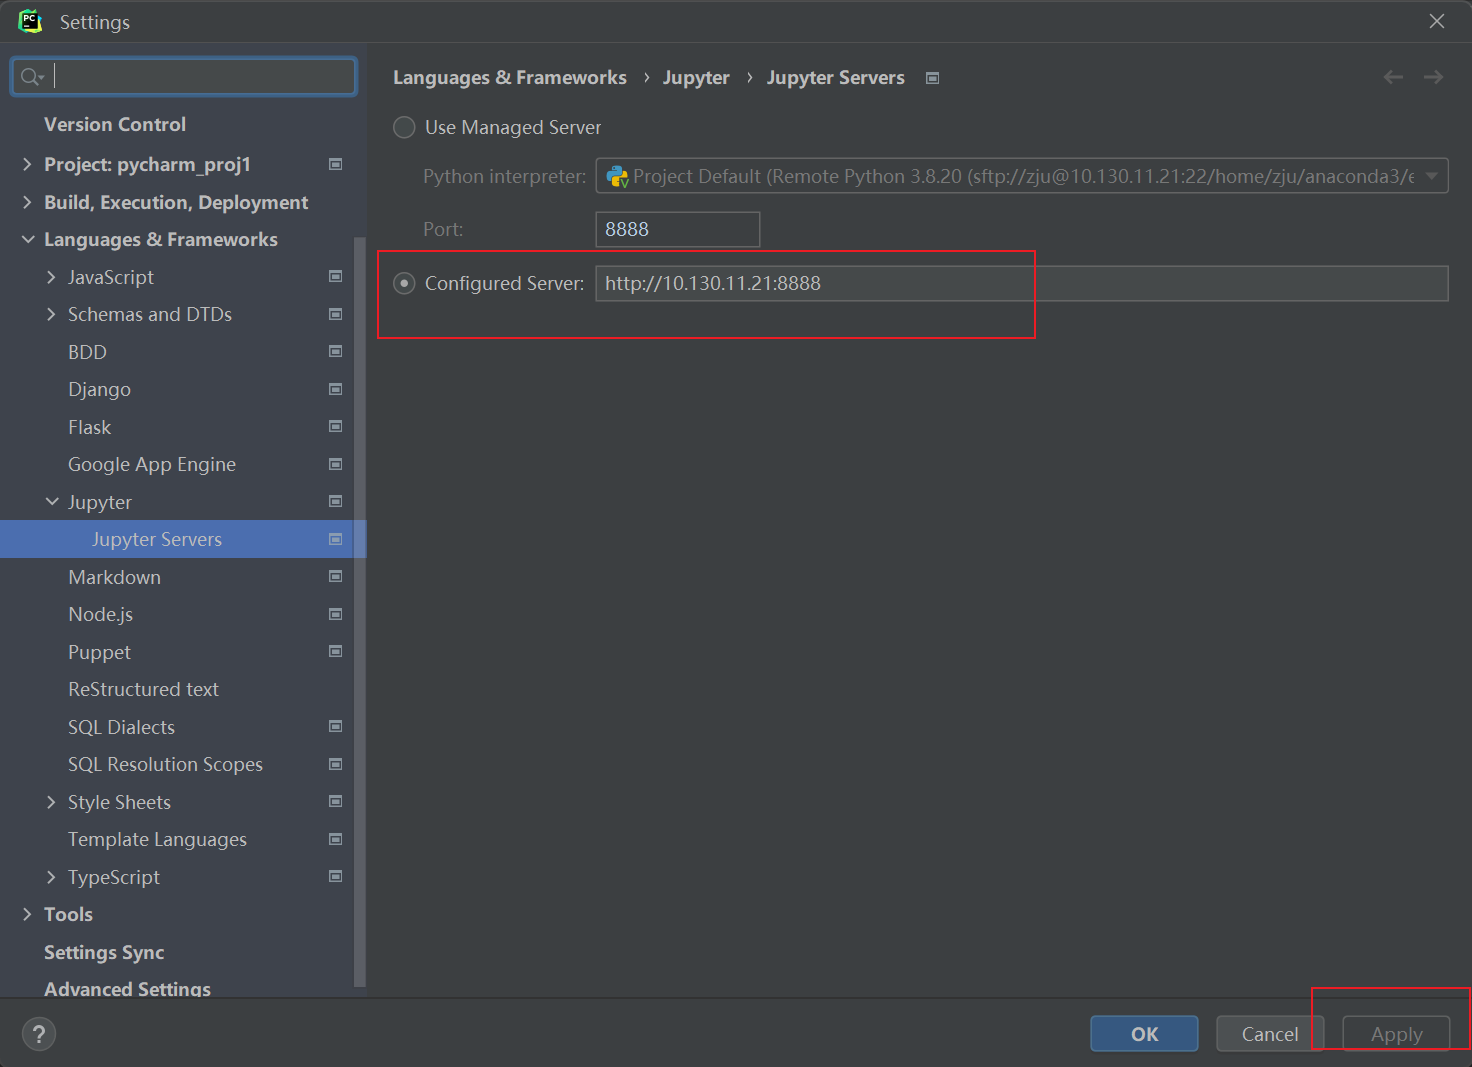 PC
Settings
Version Control
Project: pycharm_proj1
Build, Execution, Deployment
Languages & Frameworks
JavaScript
Schemas and DTDs
BDD
Django
Flask
Google App Engine
Jupyter
Jupyter Servers
Markdown
Node.js
Puppet
ReStructured text
SQL Dialects
SQL Resolution Scopes
Style Sheets
Template Languages
TypeScript
Tools
Settings Sync
Advanced Settings
Languages & Frameworks › Jupyter › Jupyter Servers
Use Managed Server
Python interpreter: Project Default (Remote Python 3.8.20 (sftp://zju@10.130.11.21:22/home/zju/anaconda3/e
Port: 8888
Configured Server: http://10.130.11.21:8888
? OK Cancel Apply